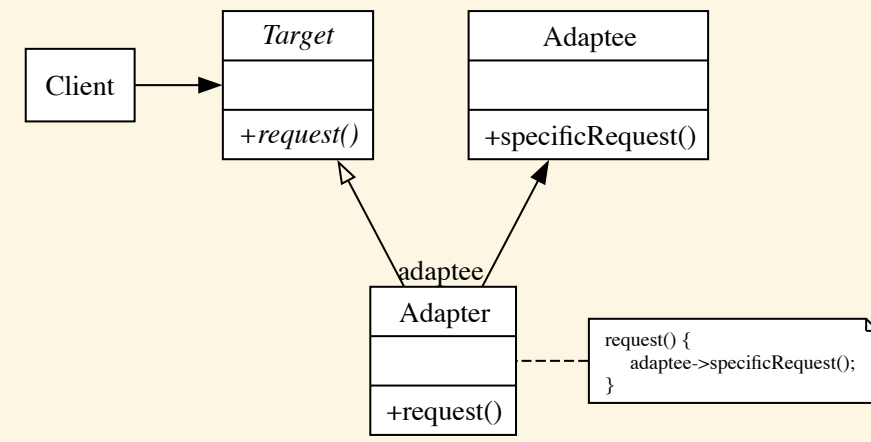 Target
Adaptee
Client
+request()
+specificRequest()
adaptee
Adapter
request() {
adaptee->specificRequest();
}
+request()